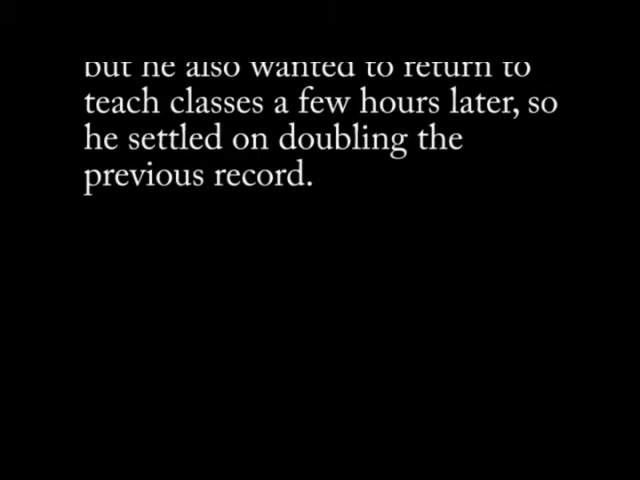 but he also wanted to return to
teach classes a few hours later, so
he settled on doubling the
previous record.